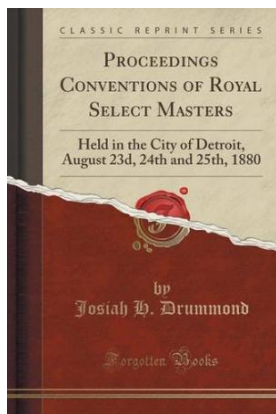 CLASSIC REPRINT SERIES
PROCEEDINGS
CONVENTIONS OF ROYAL
SELECT MASTERS
Held in the City of Detroit,
August 23d, 24th and 25th, 1880
by
Josiah H. Drummond
Forgotten Books